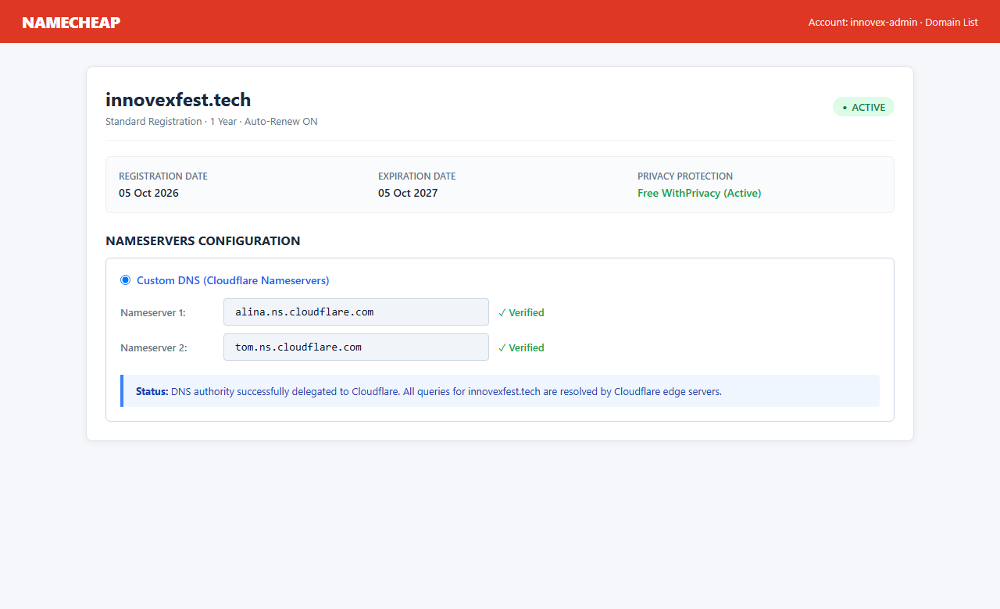 NAMECHEAP
Account: innovex-admin · Domain List
innovexfest.tech
Standard Registration · 1 Year · Auto-Renew ON
• ACTIVE
REGISTRATION DATE
05 Oct 2026
EXPIRATION DATE
05 Oct 2027
PRIVACY PROTECTION
Free WithPrivacy (Active)
NAMESERVERS CONFIGURATION
Custom DNS (Cloudflare Nameservers)
Nameserver 1: alina.ns.cloudflare.com ✓ Verified
Nameserver 2: tom.ns.cloudflare.com ✓ Verified
Status: DNS authority successfully delegated to Cloudflare. All queries for innovexfest.tech are resolved by Cloudflare edge servers.